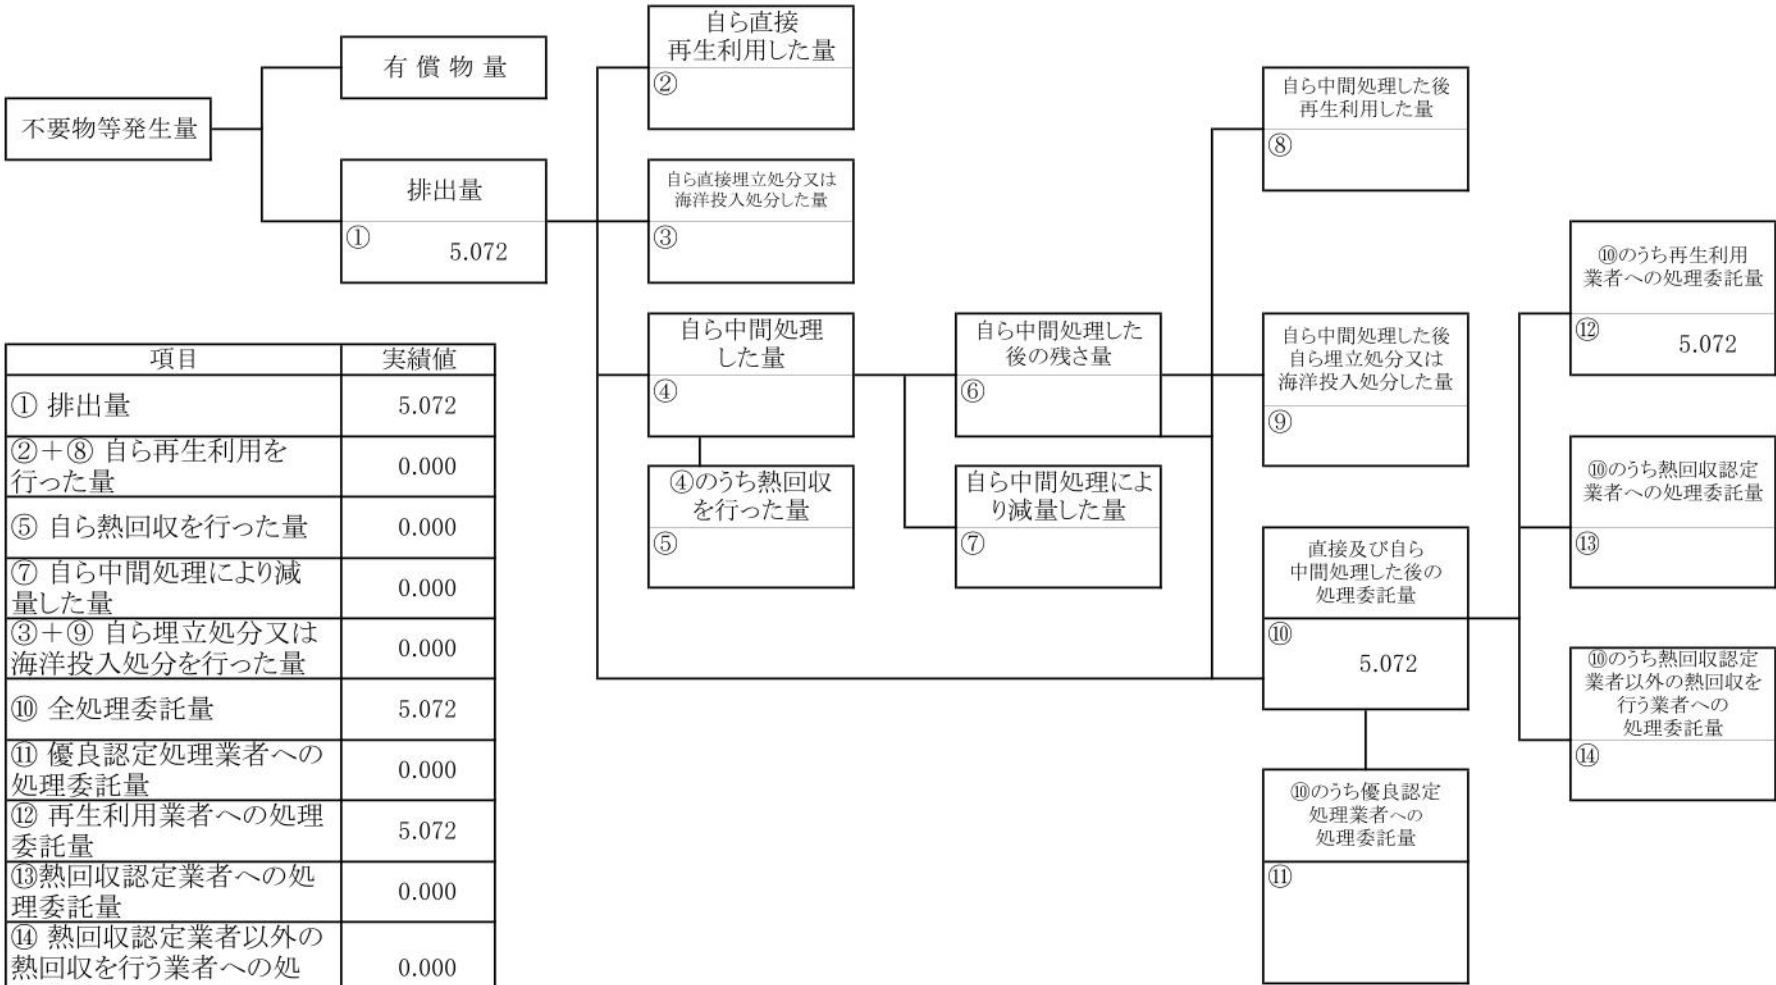 不要物等発生量
有 償 物 量
排出量
①
5.072
自ら直接
再生利用した量
②
自ら直接埋立処分又は
海洋投入処分した量
③
自ら中間処理
した量
④
④のうち熱回収
を行った量
⑤
自ら中間処理した
後の残さ量
⑥
自ら中間処理によ
り減量した量
⑦
自ら中間処理した後
再生利用した量
⑧
自ら中間処理した後
自ら埋立処分又は
海洋投入処分した量
⑨
直接及び自ら
中間処理した後の
処理委託量
⑩
5.072
⑩のうち優良認定
処理業者への
処理委託量
⑪
⑩のうち再生利用
業者への処理委託量
⑫
5.072
⑩のうち熱回収認定
業者への処理委託量
⑬
⑩のうち熱回収認定
業者以外の熱回収を
行う業者への
処理委託量
⑭
項目 実績値
① 排出量 5.072
②+⑧ 自ら再生利用を
行った量 0.000
⑤ 自ら熱回収を行った量 0.000
⑦ 自ら中間処理により減
量した量 0.000
③+⑨ 自ら埋立処分又は
海洋投入処分を行った量 0.000
⑩ 全処理委託量 5.072
⑪ 優良認定処理業者への
処理委託量 0.000
⑫ 再生利用業者への処理
委託量 5.072
⑬熱回収認定業者への処
理委託量 0.000
⑭ 熱回収認定業者以外の
熱回収を行う業者への処 0.000